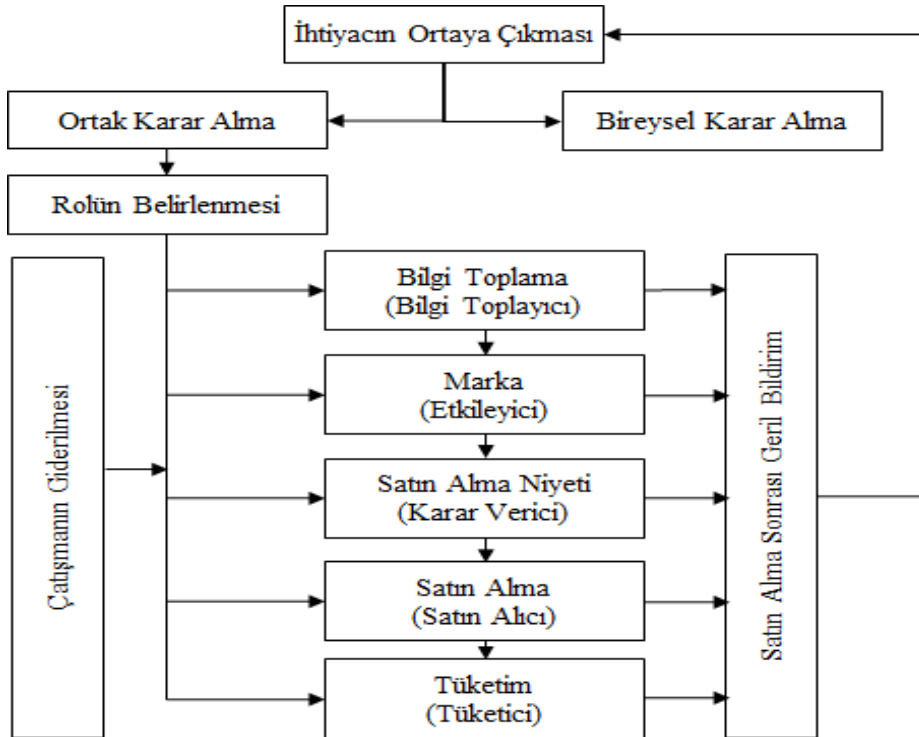 İhtiyacın Ortaya Çıkması
Ortak Karar Alma
Bireysel Karar Alma
Rolün Belirlenmesi
Çatışmanın Giderilmesi
Bilgi Toplama
(Bilgi Toplayıcı)
Marka
(Etkileyici)
Satın Alma Niyeti
(Karar Verici)
Satın Alma
(Satın Alıcı)
Tüketim
(Tüketici)
Satın Alma Sonrası Geril Bildirim